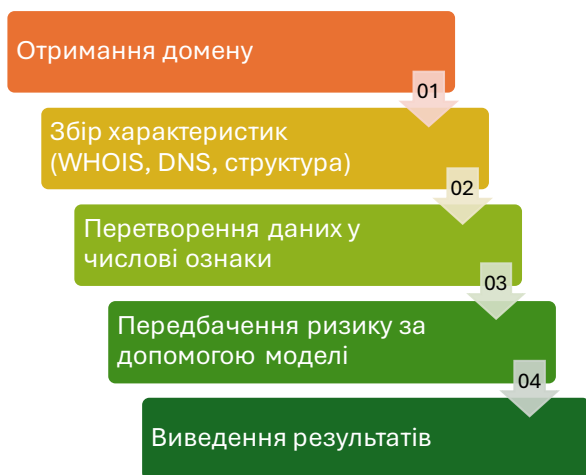 Отримання домену
01
Збір характеристик
(WHOIS, DNS, структура)
02
Перетворення даних у
числові ознаки
03
Передбачення ризику за
допомогою моделі
04
Виведення результатів